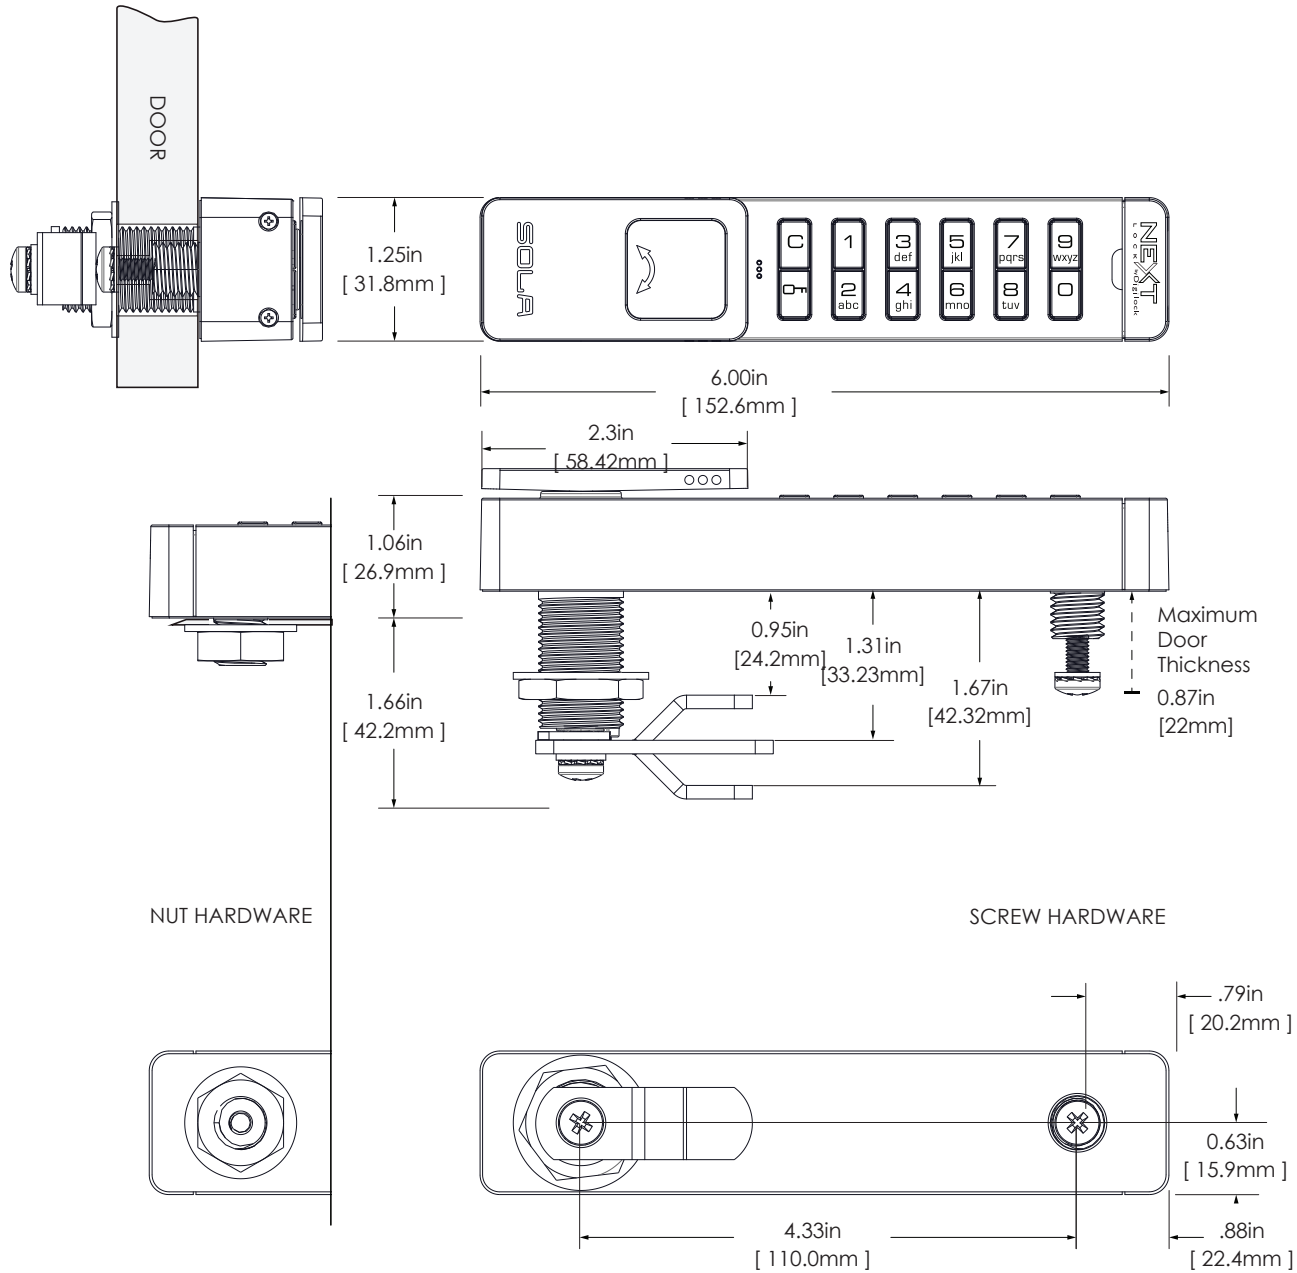 DOOR
1.25in
[ 31.8mm ]
SOLA
C
1
2
abc
3
def
4
ghi
5
jkl
6
mno
7
pqrs
8
tuv
9
wxyz
0
NEXT
LOCK by Digilock
6.00in
[ 152.6mm ]
2.3in
[ 58.42mm ]
1.06in
[ 26.9mm ]
1.66in
[ 42.2mm ]
0.95in
[24.2mm]
1.31in
[33.23mm]
1.67in
[42.32mm]
Maximum
Door
Thickness
0.87in
[22mm]
NUT HARDWARE
SCREW HARDWARE
.79in
[ 20.2mm ]
0.63in
[ 15.9mm ]
4.33in
[ 110.0mm ]
.88in
[ 22.4mm ]